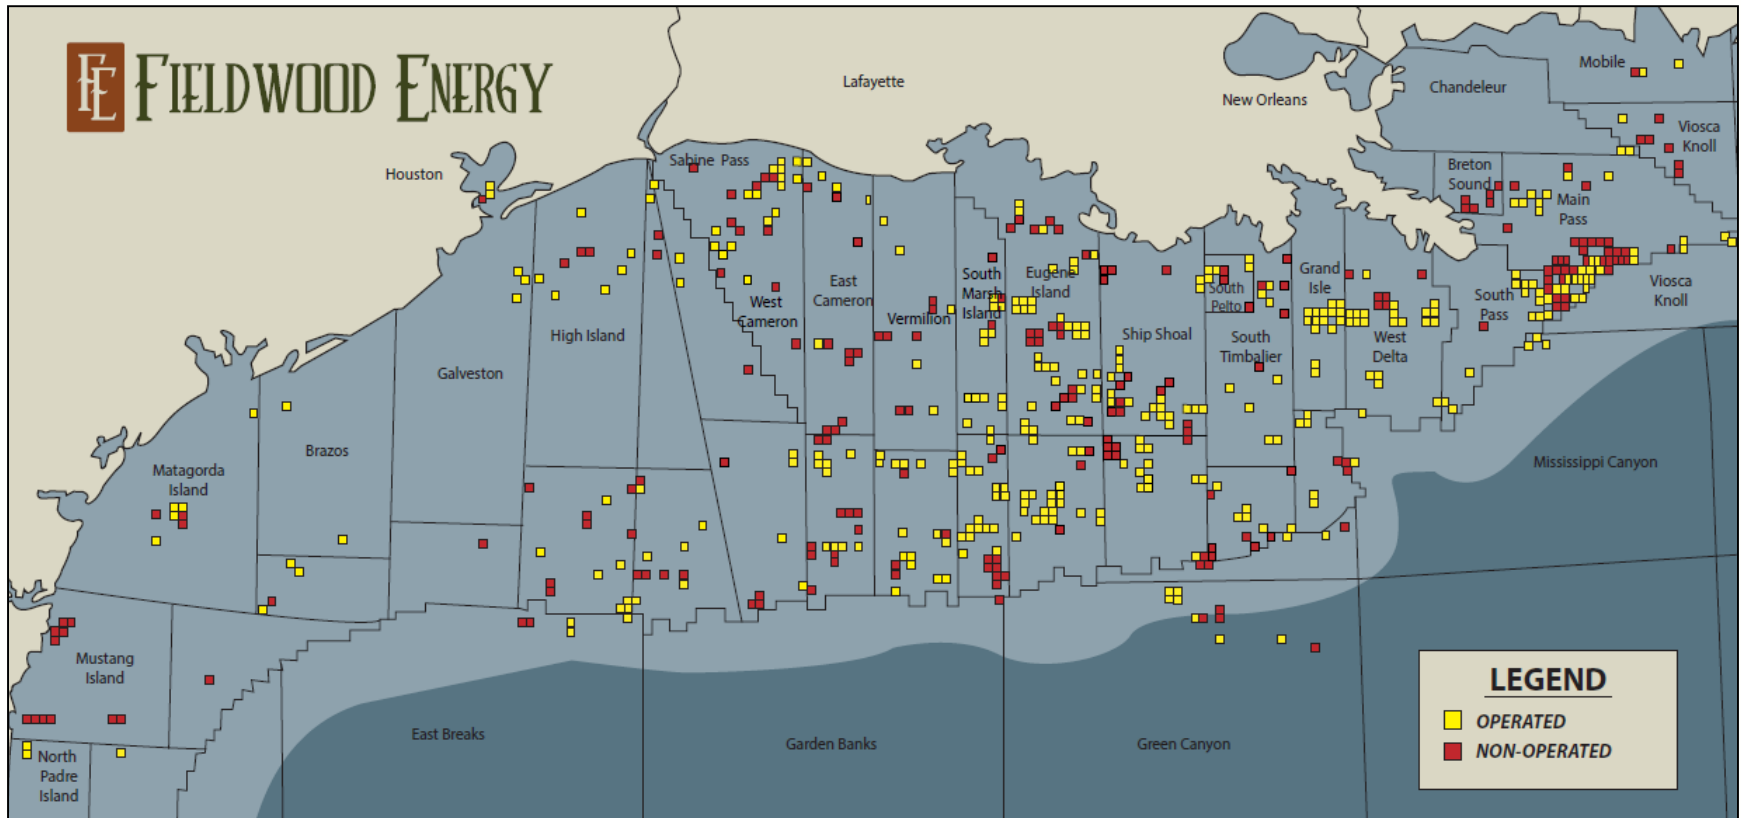 FE FIELDWOOD ENERGY
Lafayette
New Orleans
Mobile
Chandeleur
Viosca
Knoll
Houston
Sabine Pass
Breton
Sound
Main
Pass
West
Cameron
East
Cameron
Vermilion
South
Marsh
Island
Eugene
Island
Ship Shoal
South
Pelto
South
Timbalier
Grand
Isle
West
Delta
South
Pass
Viosca
Knoll
High Island
Galveston
Brazos
Matagorda
Island
Mississippi Canyon
Mustang
Island
North
Padre
Island
East Breaks
Garden Banks
Green Canyon
LEGEND
OPERATED
NON-OPERATED